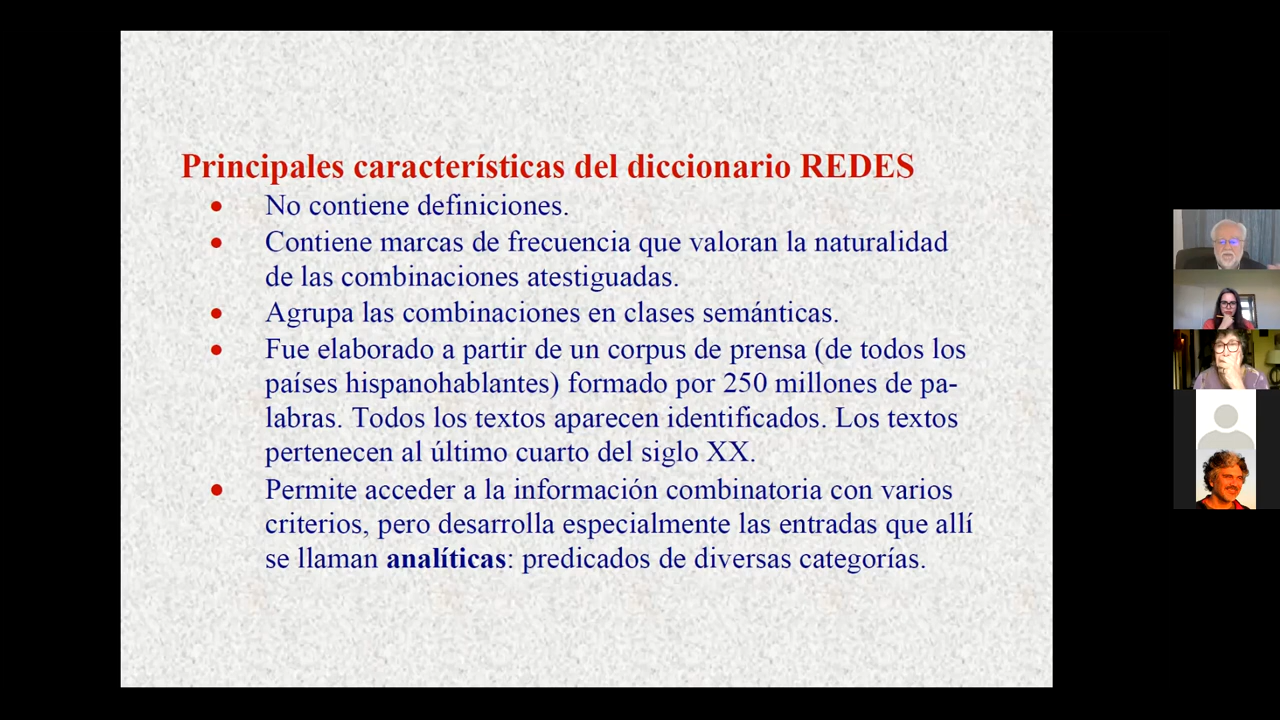 Principales características del diccionario REDES
• No contiene definiciones.
• Contiene marcas de frecuencia que valoran la naturalidad
de las combinaciones atestiguadas.
• Agrupa las combinaciones en clases semánticas.
• Fue elaborado a partir de un corpus de prensa (de todos los
países hispanohablantes) formado por 250 millones de pa-
labras. Todos los textos aparecen identificados. Los textos
pertenecen al último cuarto del siglo XX.
• Permite acceder a la información combinatoria con varios
criterios, pero desarrolla especialmente las entradas que allí
se llaman analíticas: predicados de diversas categorías.